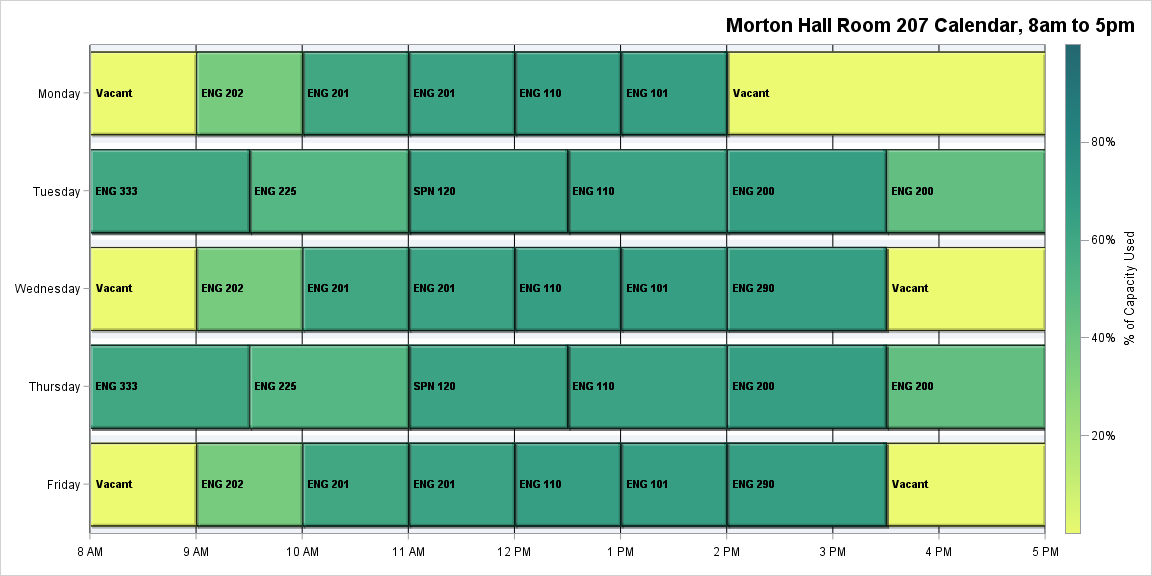 Morton Hall Room 207 Calendar, 8am to 5pm
Monday
Vacant
ENG 202
ENG 201
ENG 201
ENG 110
ENG 101
Vacant
Tuesday
ENG 333
ENG 225
SPN 120
ENG 110
ENG 200
ENG 200
Wednesday
Vacant
ENG 202
ENG 201
ENG 201
ENG 110
ENG 101
ENG 290
Vacant
Thursday
ENG 333
ENG 225
SPN 120
ENG 110
ENG 200
ENG 200
Friday
Vacant
ENG 202
ENG 201
ENG 201
ENG 110
ENG 101
ENG 290
Vacant
8 AM
9 AM
10 AM
11 AM
12 PM
1 PM
2 PM
3 PM
4 PM
5 PM
80%
60%
40%
20%
% of Capacity Used